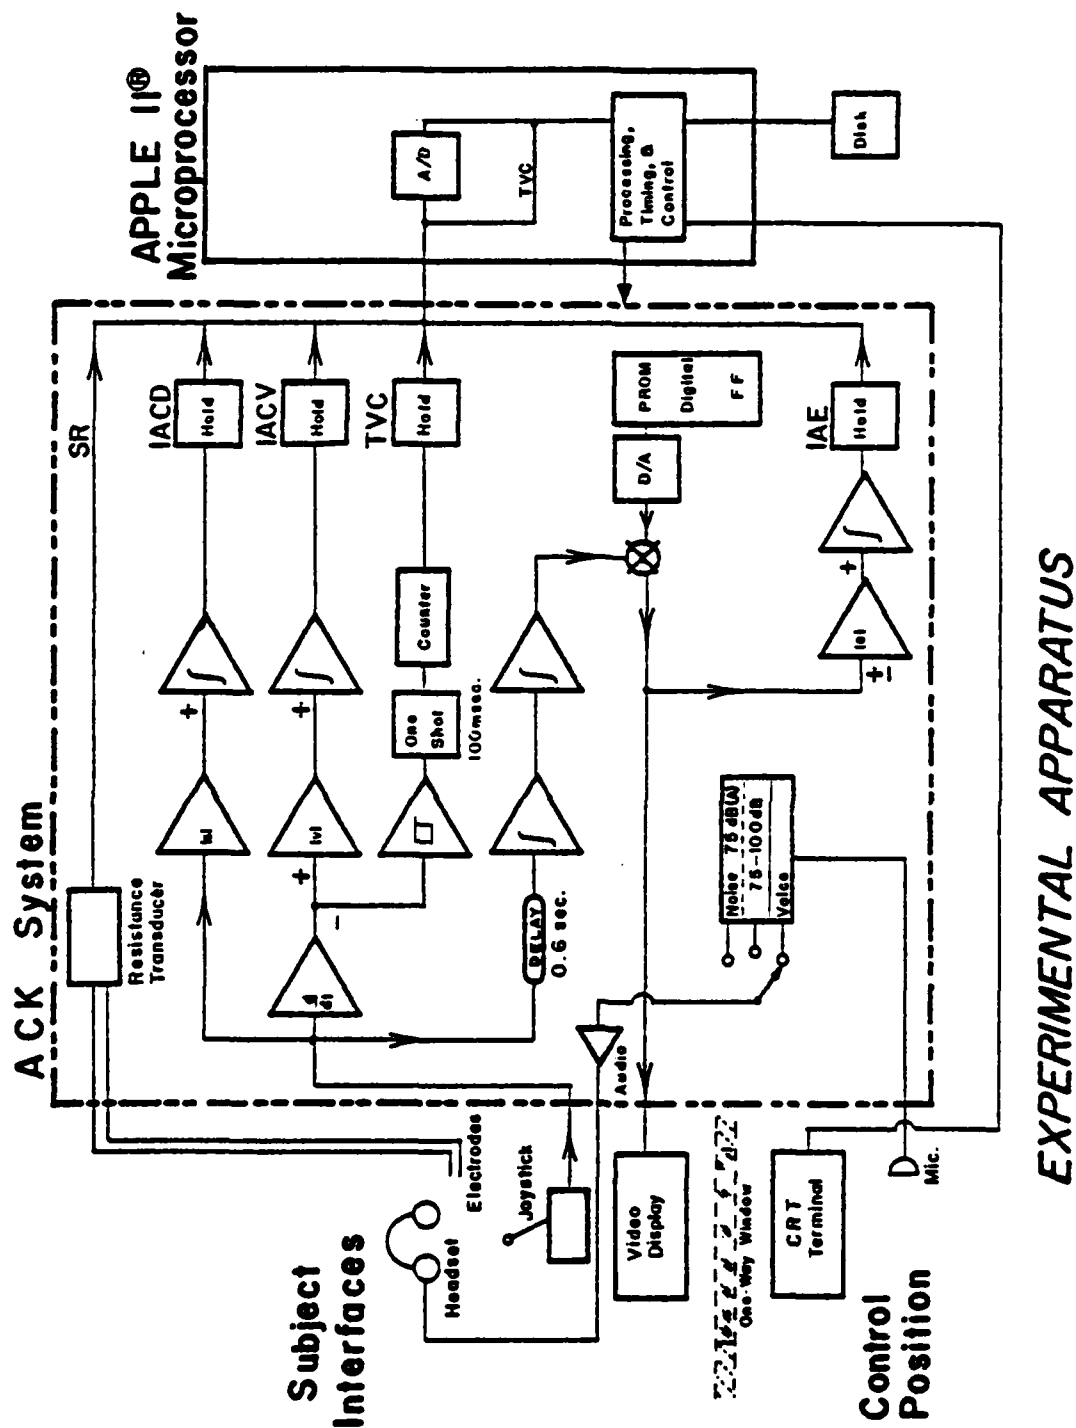 APPLE II®
Microprocessor
A/D
TVC
Processing,
Timing, &
Control
Disk
ACK System
SR
Resistance
Transducer
IACD
Hold
∫
+
IACV
Hold
∫
+
|v|
+
d
dt
-
TVC
Hold
Counter
One
Shot
100msec.
∫
∫
DELAY
0.6 sec.
PROM
Digital
FF
D/A
IAE
Hold
∫
+
|e|
+
-
Noise 75 dB(A)
75-100dB
Voice
Audio
Subject
Interfaces
Electrodes
Headset
Joystick
Video
Display
One-Way Window
CRT
Terminal
Mic.
Control
Position
EXPERIMENTAL APPARATUS